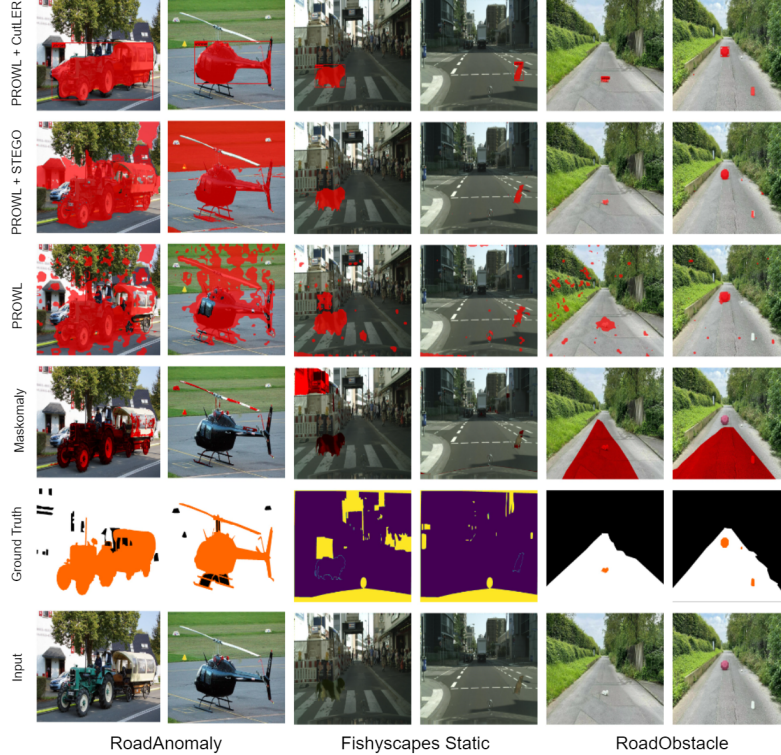 PROWL + CutLER
PROWL + STEGO
PROWL
Maskomaly
Ground Truth
Input
RoadAnomaly
Fishyscapes Static
RoadObstacle